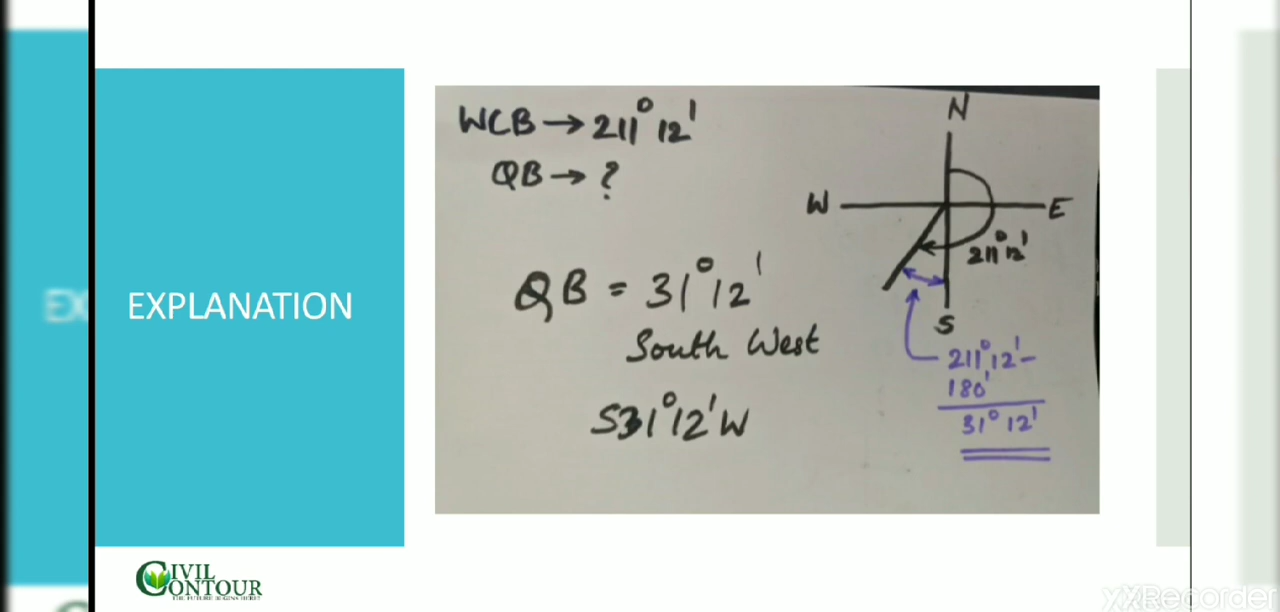 EXPLANATION
WCB → 211° 12'
QB → ?
QB = 31° 12'
South West
S31° 12' W
N
W
E
S
211° 12'
211° 12' –
180'
31° 12'
CIVIL
CONTOUR
XRecorder